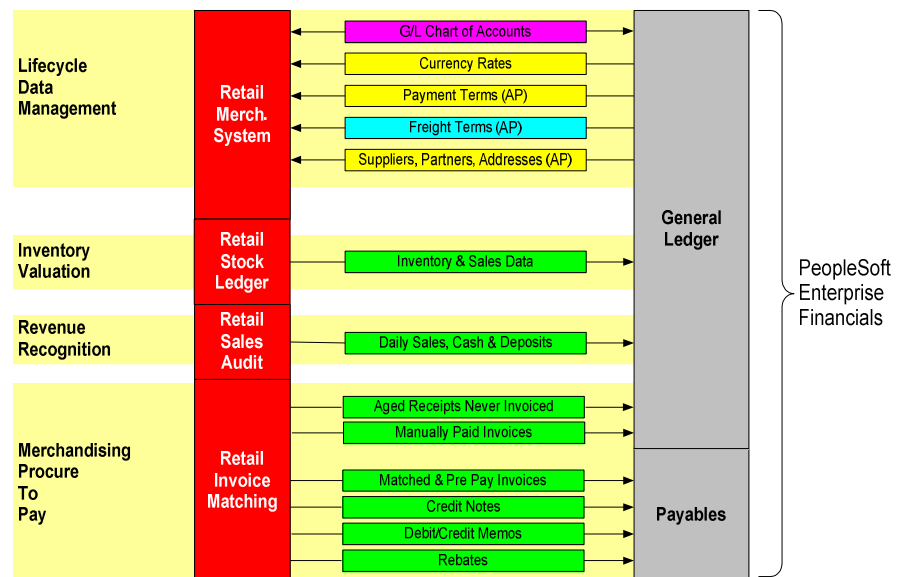 Lifecycle
Data
Management
Retail
Merch.
System
G/L Chart of Accounts
Currency Rates
Payment Terms (AP)
Freight Terms (AP)
Suppliers, Partners, Addresses (AP)
General
Ledger
Inventory
Valuation
Retail
Stock
Ledger
Inventory & Sales Data
PeopleSoft
Enterprise
Financials
Revenue
Recognition
Retail
Sales
Audit
Daily Sales, Cash & Deposits
Merchandising
Procure
To
Pay
Retail
Invoice
Matching
Aged Receipts Never Invoiced
Manually Paid Invoices
Matched & Pre Pay Invoices
Credit Notes
Debit/Credit Memos
Rebates
Payables